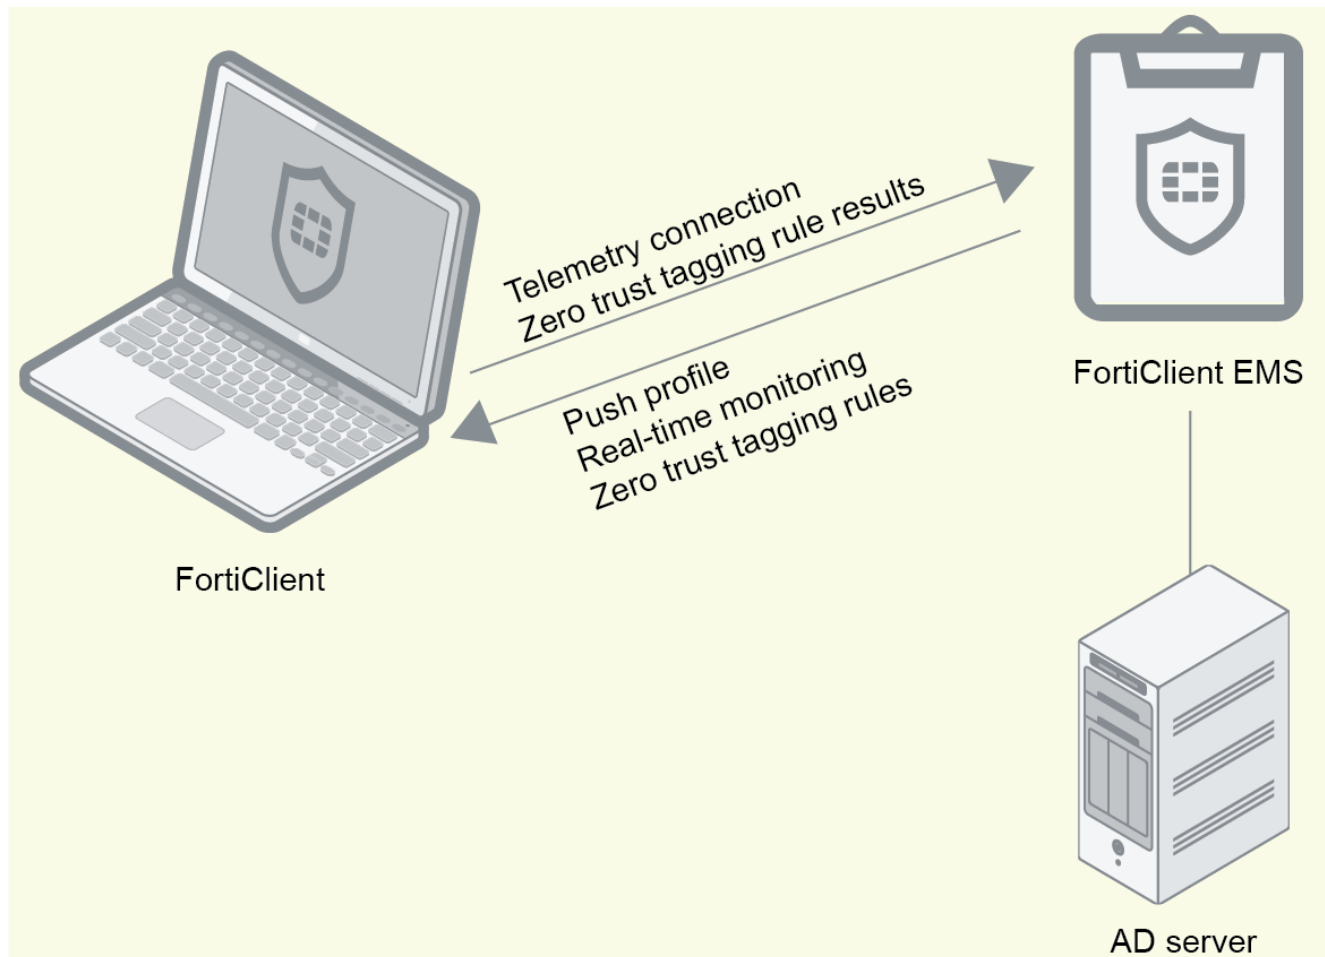 Telemetry connection
Zero trust tagging rule results
Push profile
Real-time monitoring
Zero trust tagging rules
FortiClient EMS
FortiClient
AD server